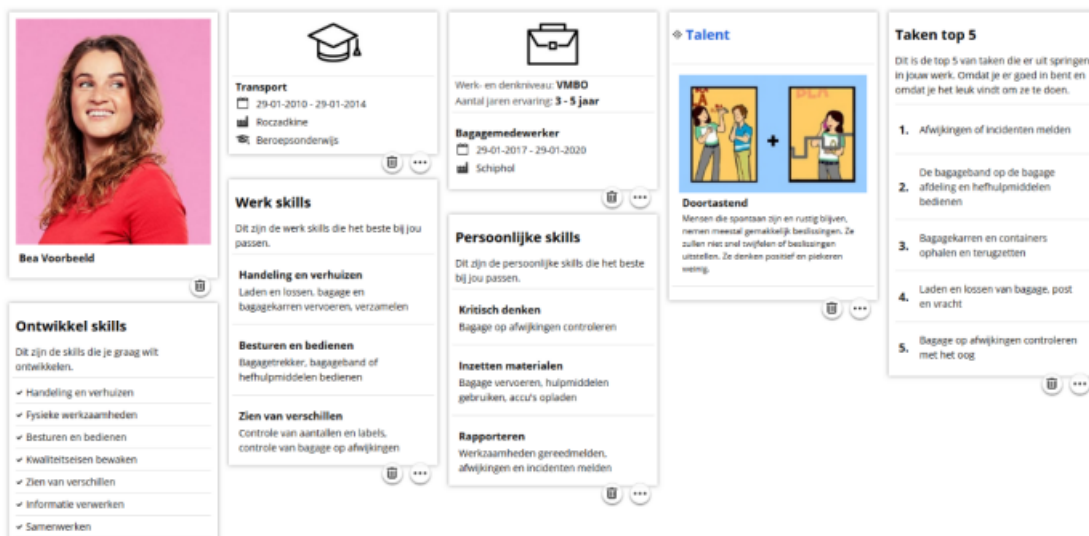 Bea Voorbeeld
Ontwikkel skills
Dit zijn de skills die je graag wilt
ontwikkelen.
Handeling en verhuizen
Fysieke werkzaamheden
Besturen en bedienen
Kwaliteitseisen bewaken
Zien van verschillen
Informatie verwerken
Samenwerken
Transport
29-01-2010 - 29-01-2014
Roczadkine
Beroepsonderwijs
Werk skills
Dit zijn de werk skills die het beste bij jou
passen.
Handeling en verhuizen
Laden en lossen, bagage en
bagagekarren vervoeren, verzamelen
Besturen en bedienen
Bagagetrekker, bagageband of
hefhulpmiddelen bedienen
Zien van verschillen
Controle van aantallen en labels,
controle van bagage op afwijkingen
Werk- en denkniveau: VMBO
Aantal jaren ervaring: 3 - 5 jaar
Bagagemedewerker
29-01-2017 - 29-01-2020
Schiphol
Persoonlijke skills
Dit zijn de persoonlijke skills die het beste
bij jou passen.
Kritisch denken
Bagage op afwijkingen controleren
Inzetten materialen
Bagage vervoeren, hulpmiddelen
gebruiken, accu's opladen
Rapporteren
Werkzaamheden gereedmelden,
afwijkingen en incidenten melden
Talent
Doortastend
Mensen die spontaan zijn en rustig blijven,
nemen meestal gemakkelijk beslissingen. Ze
zullen niet snel twijfelen of beslissingen
uitstellen. Ze denken positief en piekeren
weinig.
Taken top 5
Dit is de top 5 van taken die er uit springen
in jouw werk. Omdat je er goed in bent en
omdat je het leuk vindt om ze te doen.
1. Afwijkingen of incidenten melden
2. De bagageband op de bagage
afdeling en hefhulpmiddelen
bedienen
3. Bagagekarren en containers
ophalen en terugzetten
4. Laden en lossen van bagage, post
en vracht
5. Bagage op afwijkingen controleren
met het oog